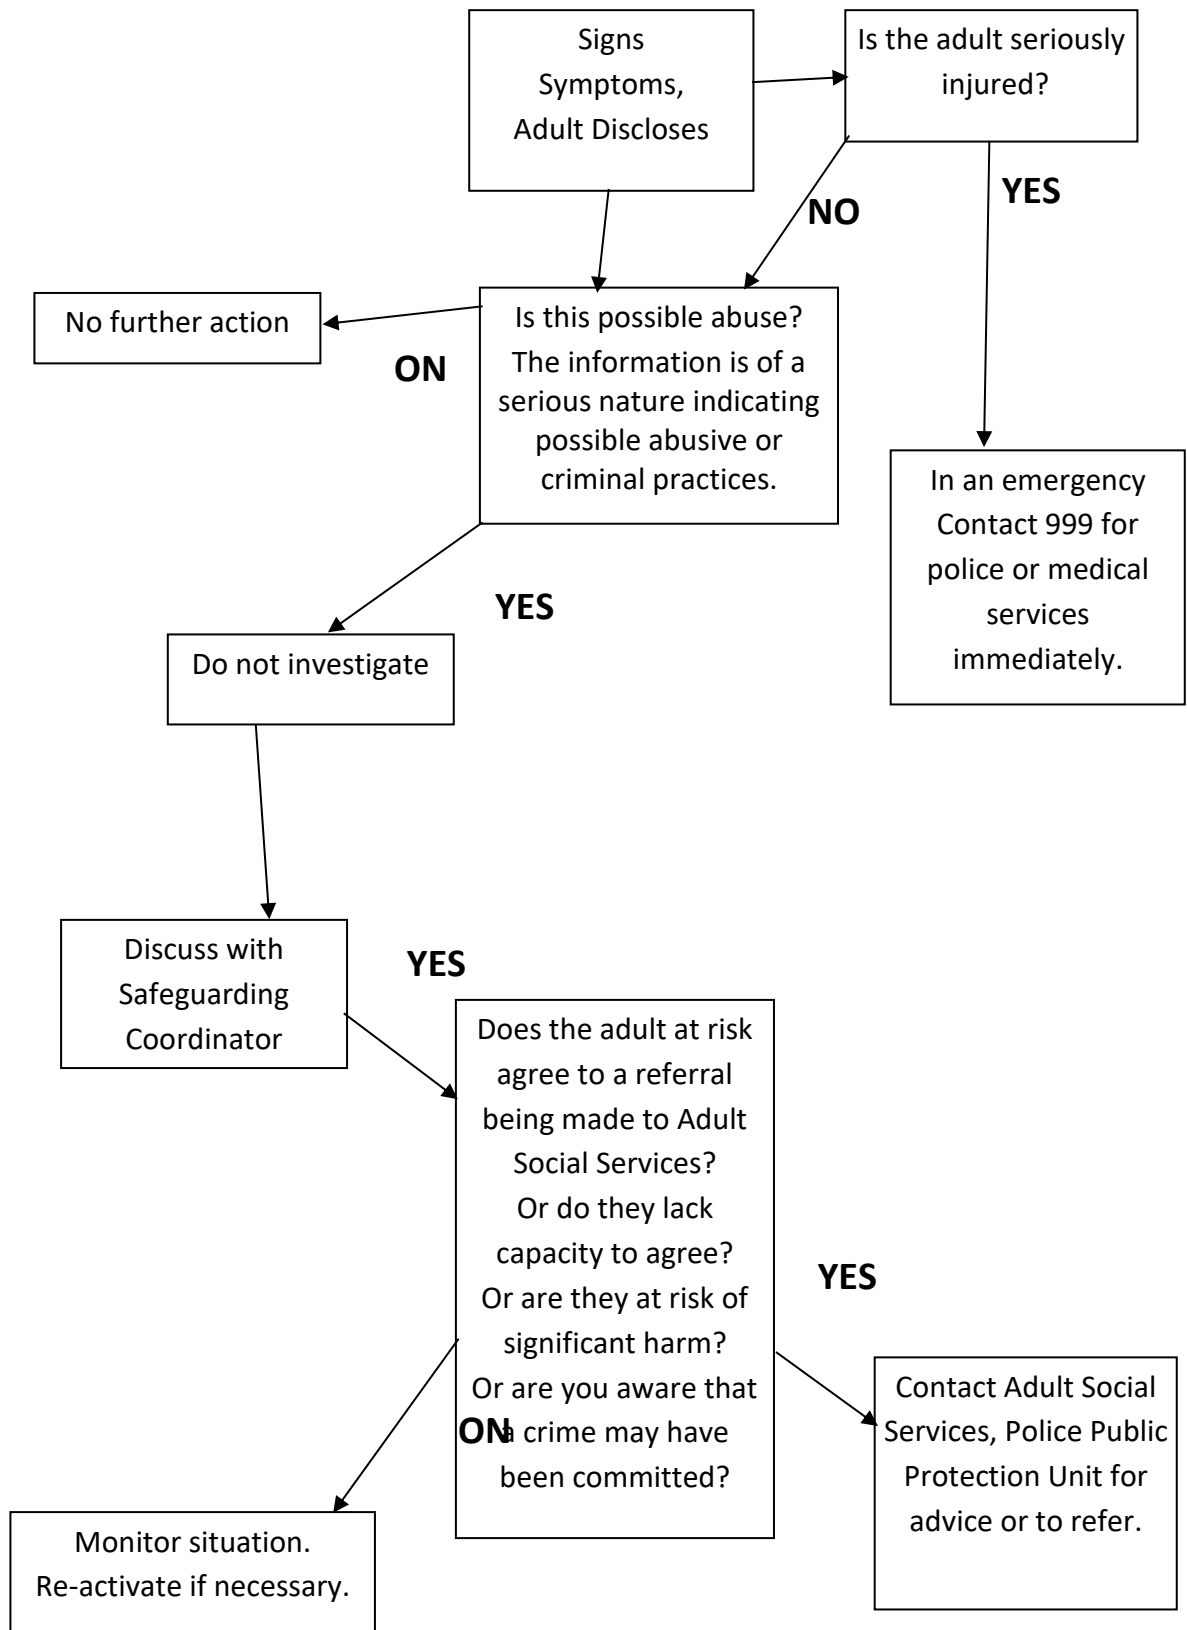 Signs
Symptoms,
Adult Discloses
Is the adult seriously
injured?
YES
NO
No further action
ON
Is this possible abuse?
The information is of a
serious nature indicating
possible abusive or
criminal practices.
In an emergency
Contact 999 for
police or medical
services
immediately.
YES
Do not investigate
Discuss with
Safeguarding
Coordinator
YES
Does the adult at risk
agree to a referral
being made to Adult
Social Services?
Or do they lack
capacity to agree?
Or are they at risk of
significant harm?
Or are you aware that
a crime may have
been committed?
YES
ON
Contact Adult Social
Services, Police Public
Protection Unit for
advice or to refer.
Monitor situation.
Re-activate if necessary.